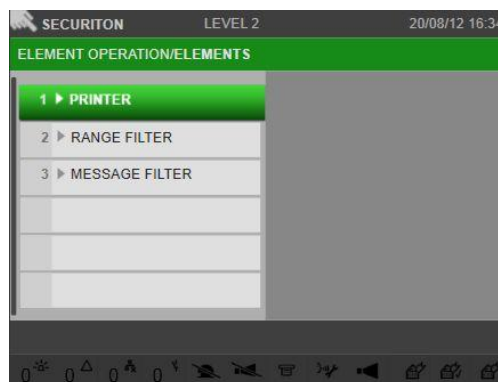 SECURITON LEVEL 2 20/08/12 16:34
ELEMENT OPERATION/ELEMENTS
1 PRINTER
2 RANGE FILTER
3 MESSAGE FILTER
0 0 0 0